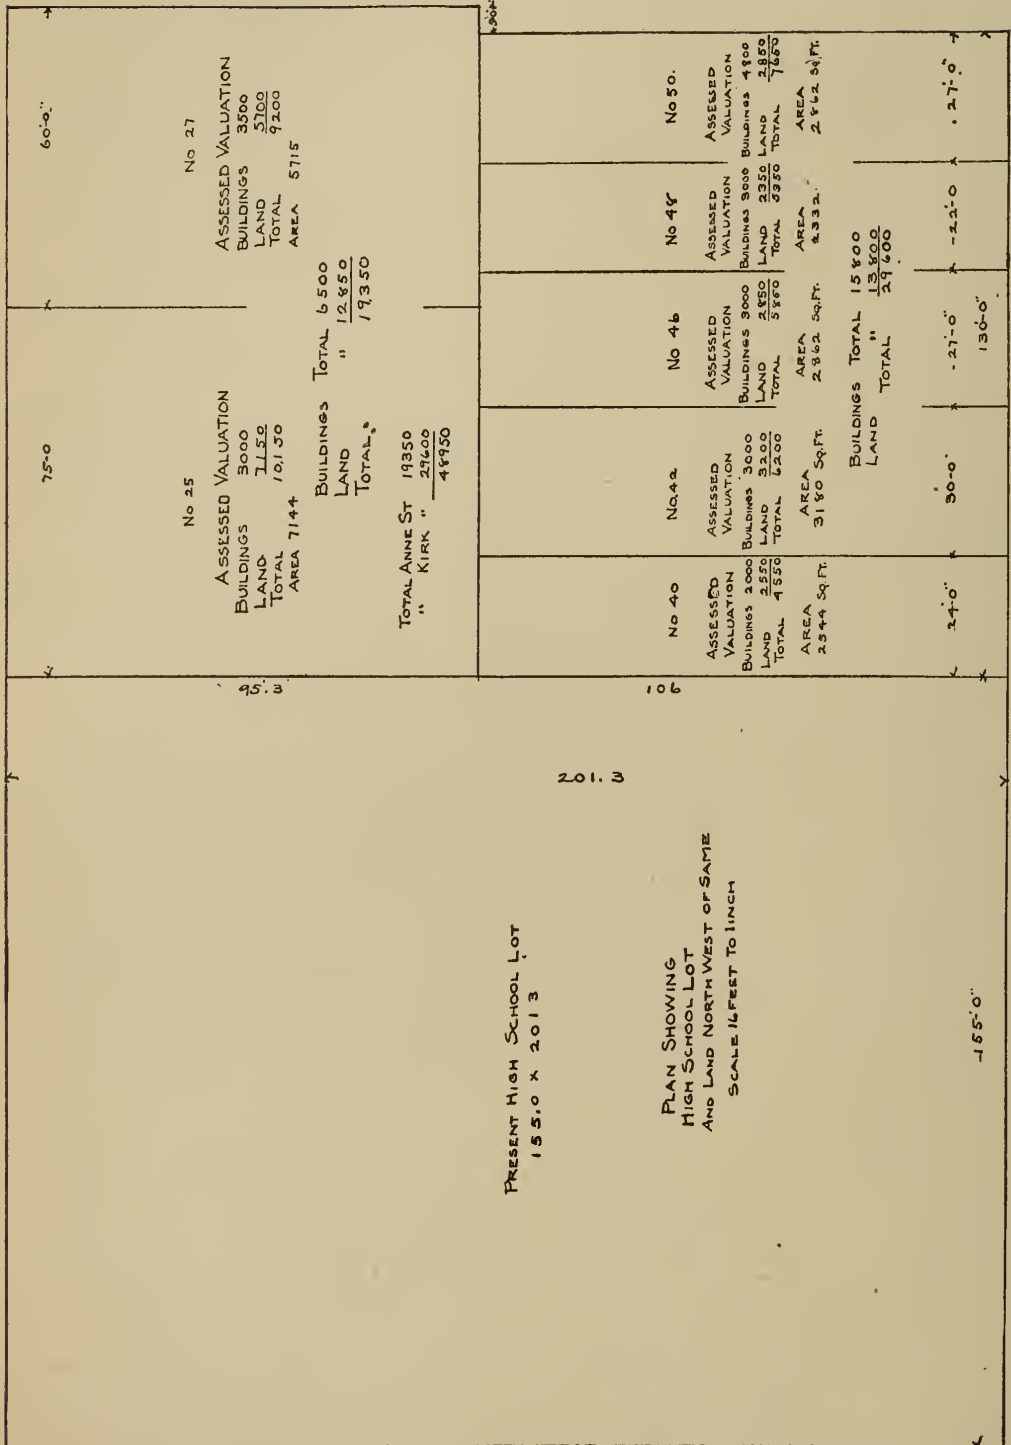 60'-0"
No 27
ASSESSED VALUATION
BUILDINGS 3500
LAND 5700
TOTAL 9200
AREA 5715
75-0
No 25
ASSESSED VALUATION
BUILDINGS 3000
LAND 7150
TOTAL 10,150
AREA 7144
BUILDINGS TOTAL 6500
LAND " 12850
TOTAL 19,350
TOTAL ANNE ST 19350
" KIRK " 29600
48950
No 50.
ASSESSED
VALUATION
BUILDINGS 4800
LAND 2850
TOTAL 7650
AREA
2862 SQ. FT.
27'-0"
No 48
ASSESSED
VALUATION
BUILDINGS 3000
LAND 2350
TOTAL 5350
AREA
2332.
22'-0
No 46
ASSESSED
VALUATION
BUILDINGS 3000
LAND 2850
TOTAL 5850
AREA
2862 SQ.FT.
27'-0"
No,42
ASSESSED
VALUATION
BUILDINGS 3000
LAND 3200
TOTAL 6200
AREA
3180 SQ.FT.
30-0"
No 40
ASSESSED
VALUATION
BUILDINGS 2000
LAND 2550
TOTAL 4550
AREA
2544 SQ.FT.
24-0"
BUILDINGS TOTAL 15800
LAND " 13800
TOTAL 29600
130-0"
95.3
106
201.3
PRESENT HIGH SCHOOL LOT
155.0 X 201 3
PLAN SHOWING
HIGH SCHOOL LOT
AND LAND NORTH WEST OF SAME
SCALE 16 FEET TO 1 INCH
155'-0"